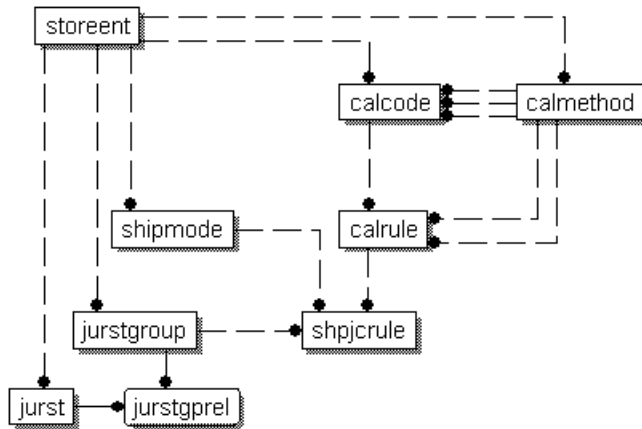 storeent
calcode
calmethod
shipmode
calrule
jurstgroup
shpjcrule
jurst
jurstgprel